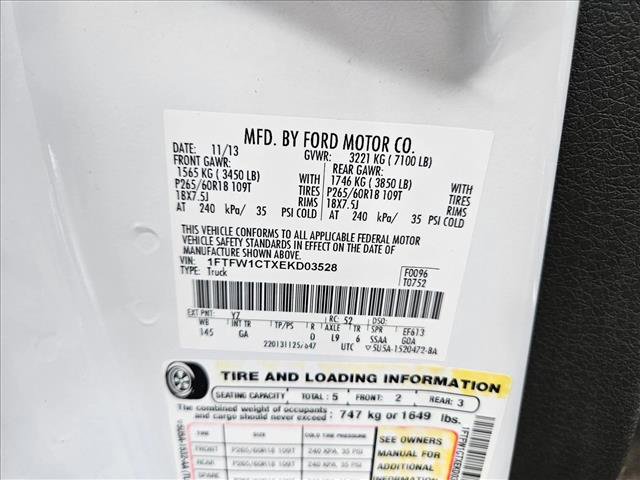 MFD. BY FORD MOTOR CO.
DATE: 11/13 GVWR: 3221 KG ( 7100 LB)
FRONT GAWR: REAR GAWR:
1565 KG ( 3450 LB) WITH 1746 KG ( 3850 LB) WITH
P265/60R18 109T TIRES P265/60R18 109T TIRES
18X7.5J RIMS 18X7.5J RIMS
AT 240 kPa/ 35 PSI COLD AT 240 kPa/ 35 PSI COLD
THIS VEHICLE CONFORMS TO ALL APPLICABLE FEDERAL MOTOR
VEHICLE SAFETY STANDARDS IN EFFECT ON THE DATE OF
MANUFACTURE SHOWN ABOVE.
VIN: 1FTFW1CTXEKD03528 F0096
TYPE: Truck T0752
EXT PNT: YZ RC: 52 DSO:
WB INT TR TP/PS R AXLE TR SPR EF613
145 GA 0 L9 6 SSAA GOA
UTC 5U5A-1520472-BA
TIRE AND LOADING INFORMATION
SEATING CAPACITY TOTAL: 5 FRONT: 2 REAR: 3
The combined weight of occupants
and cargo should never exceed: 747 kg or 1649 lbs.
TIRE SIZE COLD TIRE PRESSURE
FRONT P265/60R18 109T 240 KPA, 35 PSI
REAR P265/60R18 109T 240 KPA, 35 PSI
SPARE
SEE OWNERS
MANUAL FOR
ADDITIONAL
INFORMATION